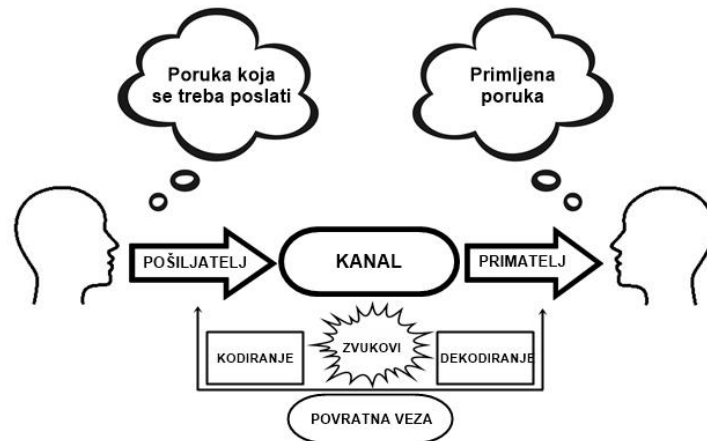 Poruka koja
se treba poslati
Primljena
poruka
POŠILJATELJ
KANAL
PRIMATELJ
KODIRANJE
ZVUKOVI
DEKODIRANJE
POVRATNA VEZA